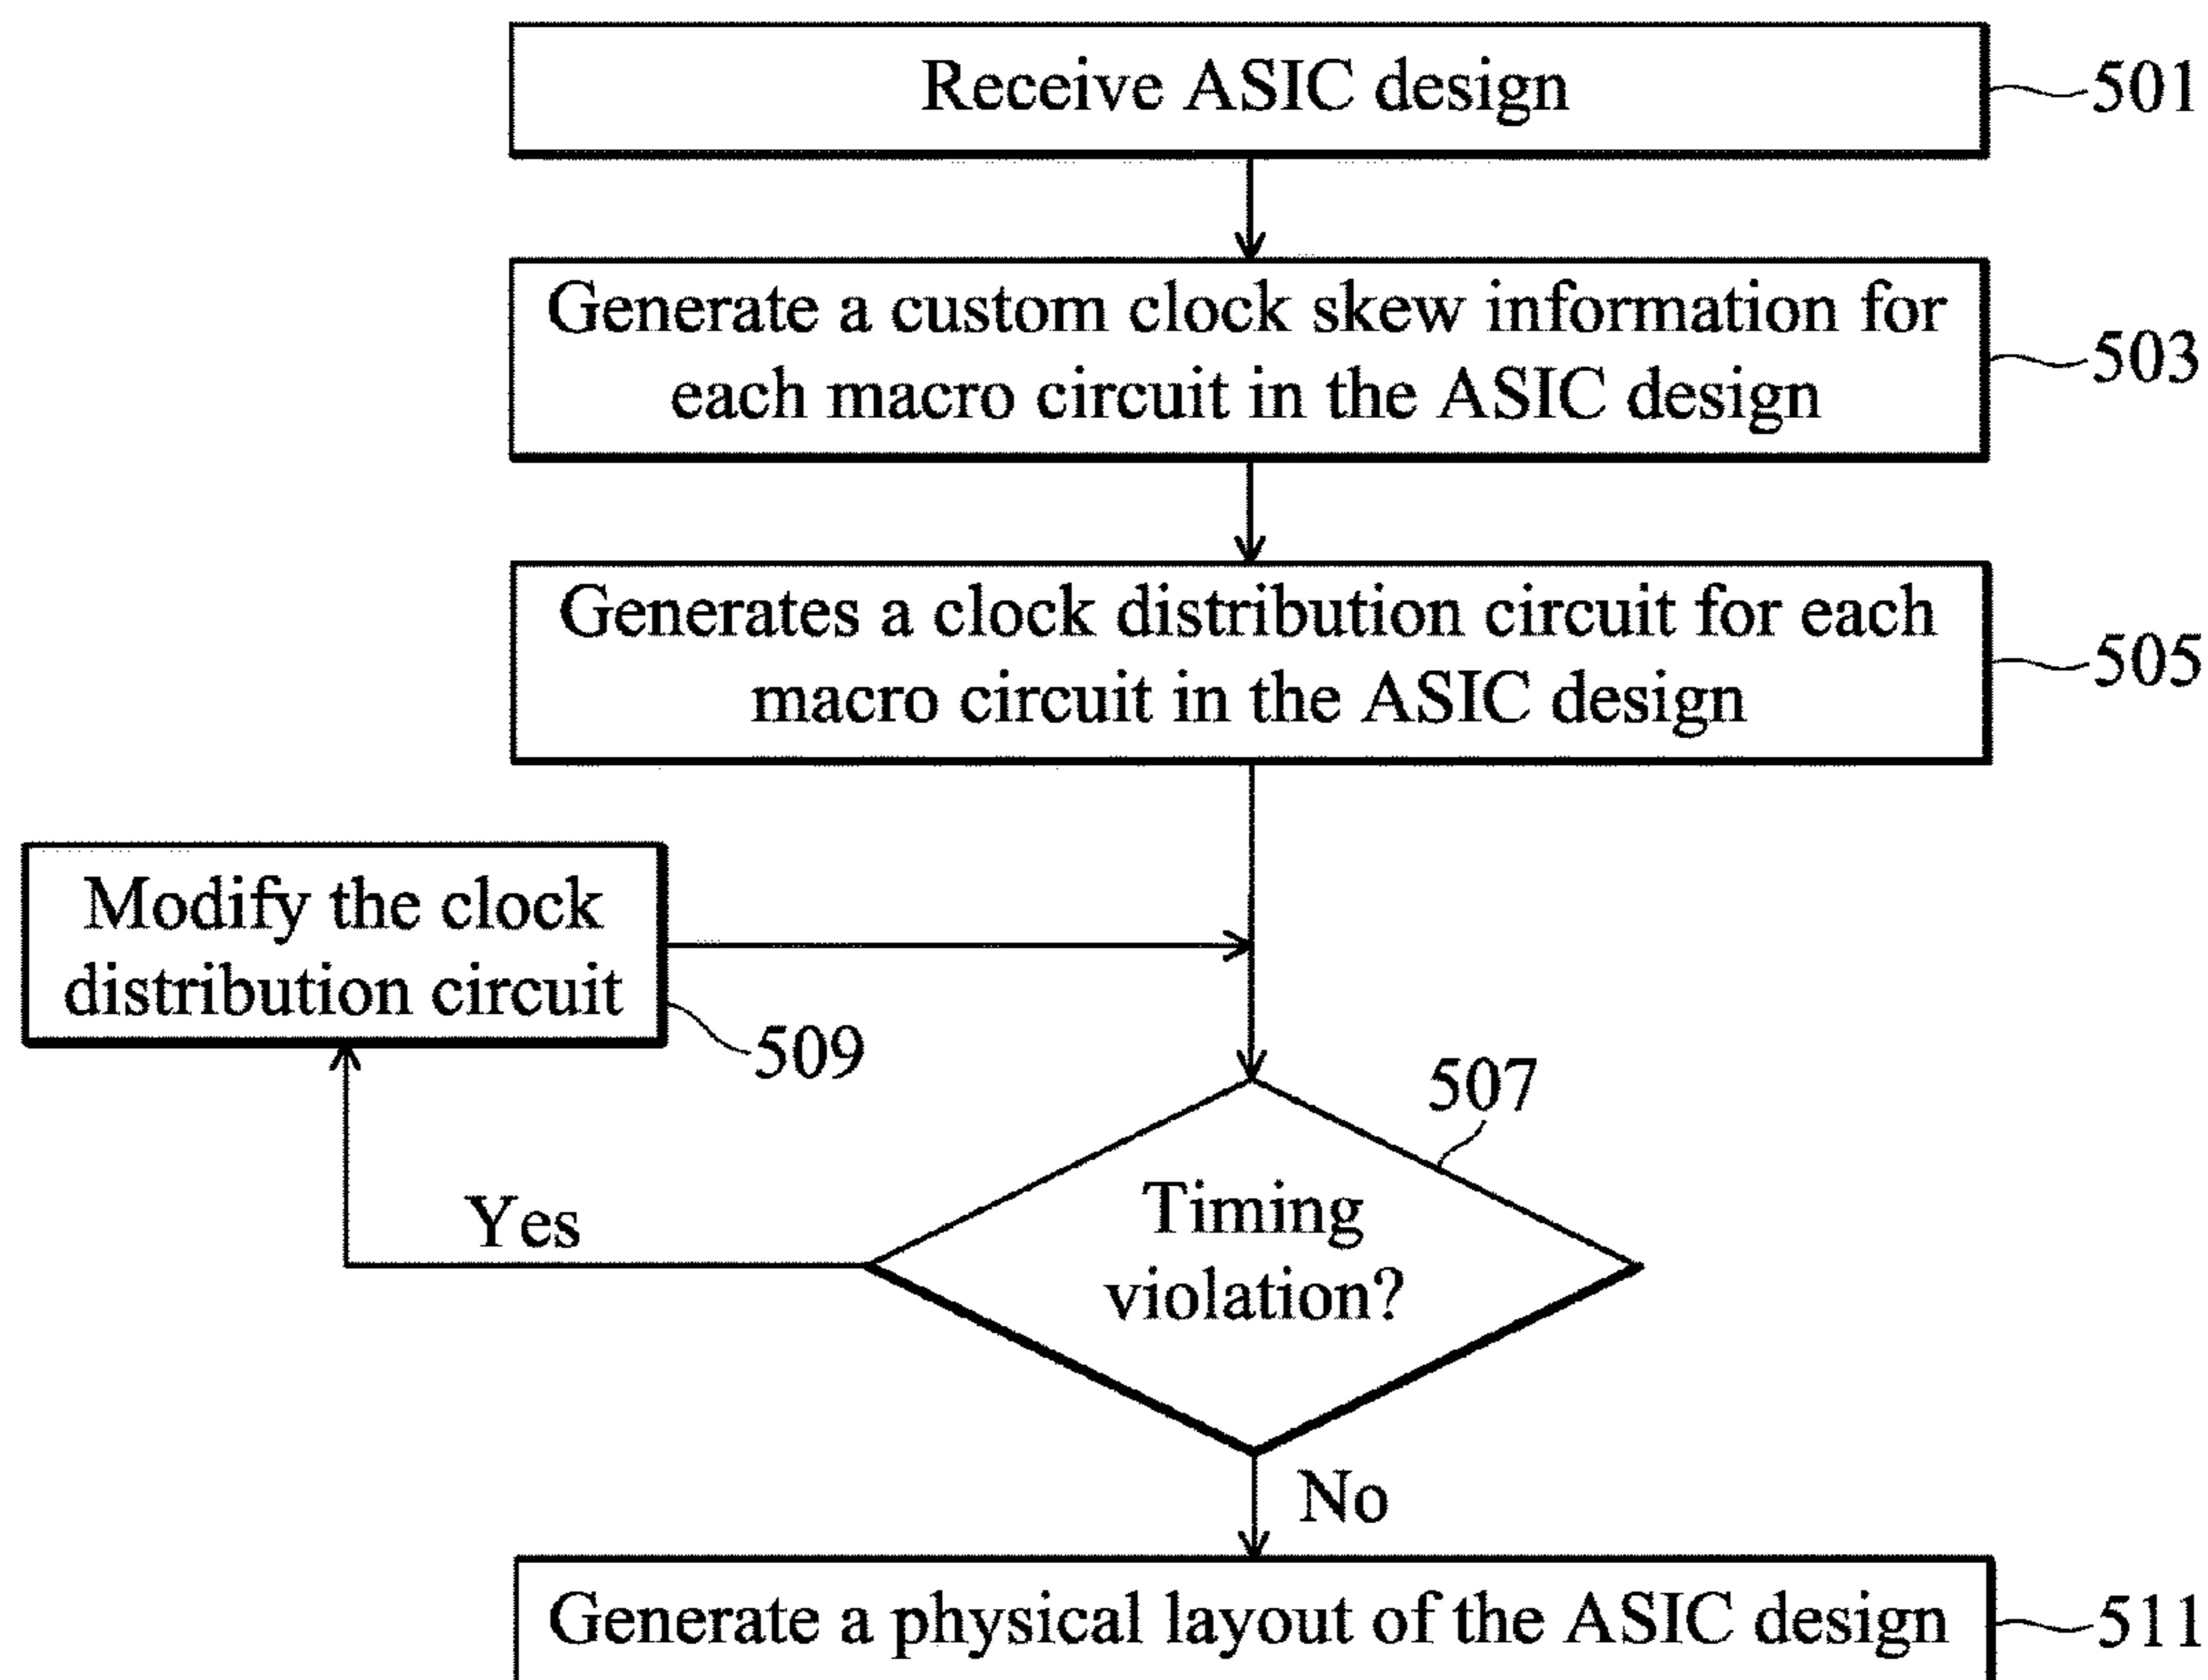 Receive ASIC design
501
Generate a custom clock skew information for
each macro circuit in the ASIC design
503
Generates a clock distribution circuit for each
macro circuit in the ASIC design
505
Modify the clock
distribution circuit
509
507
Timing
violation?
Yes
No
Generate a physical layout of the ASIC design
511